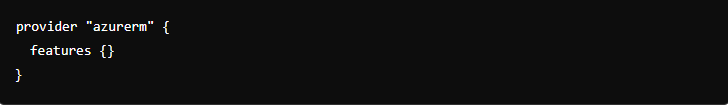 provider "azurerm" {
  features {}
}